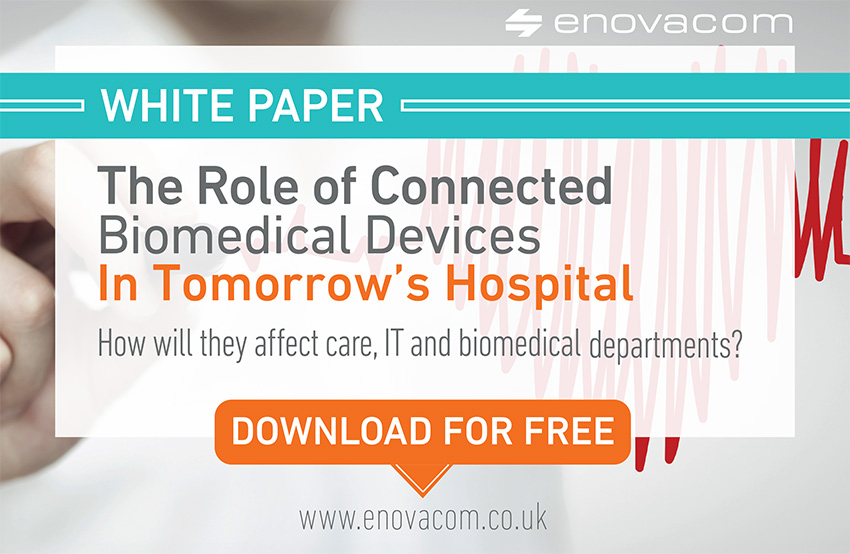 enovacom
WHITE PAPER
The Role of Connected
Biomedical Devices
In Tomorrow's Hospital
How will they affect care, IT and biomedical departments?
DOWNLOAD FOR FREE
www.enovacom.co.uk